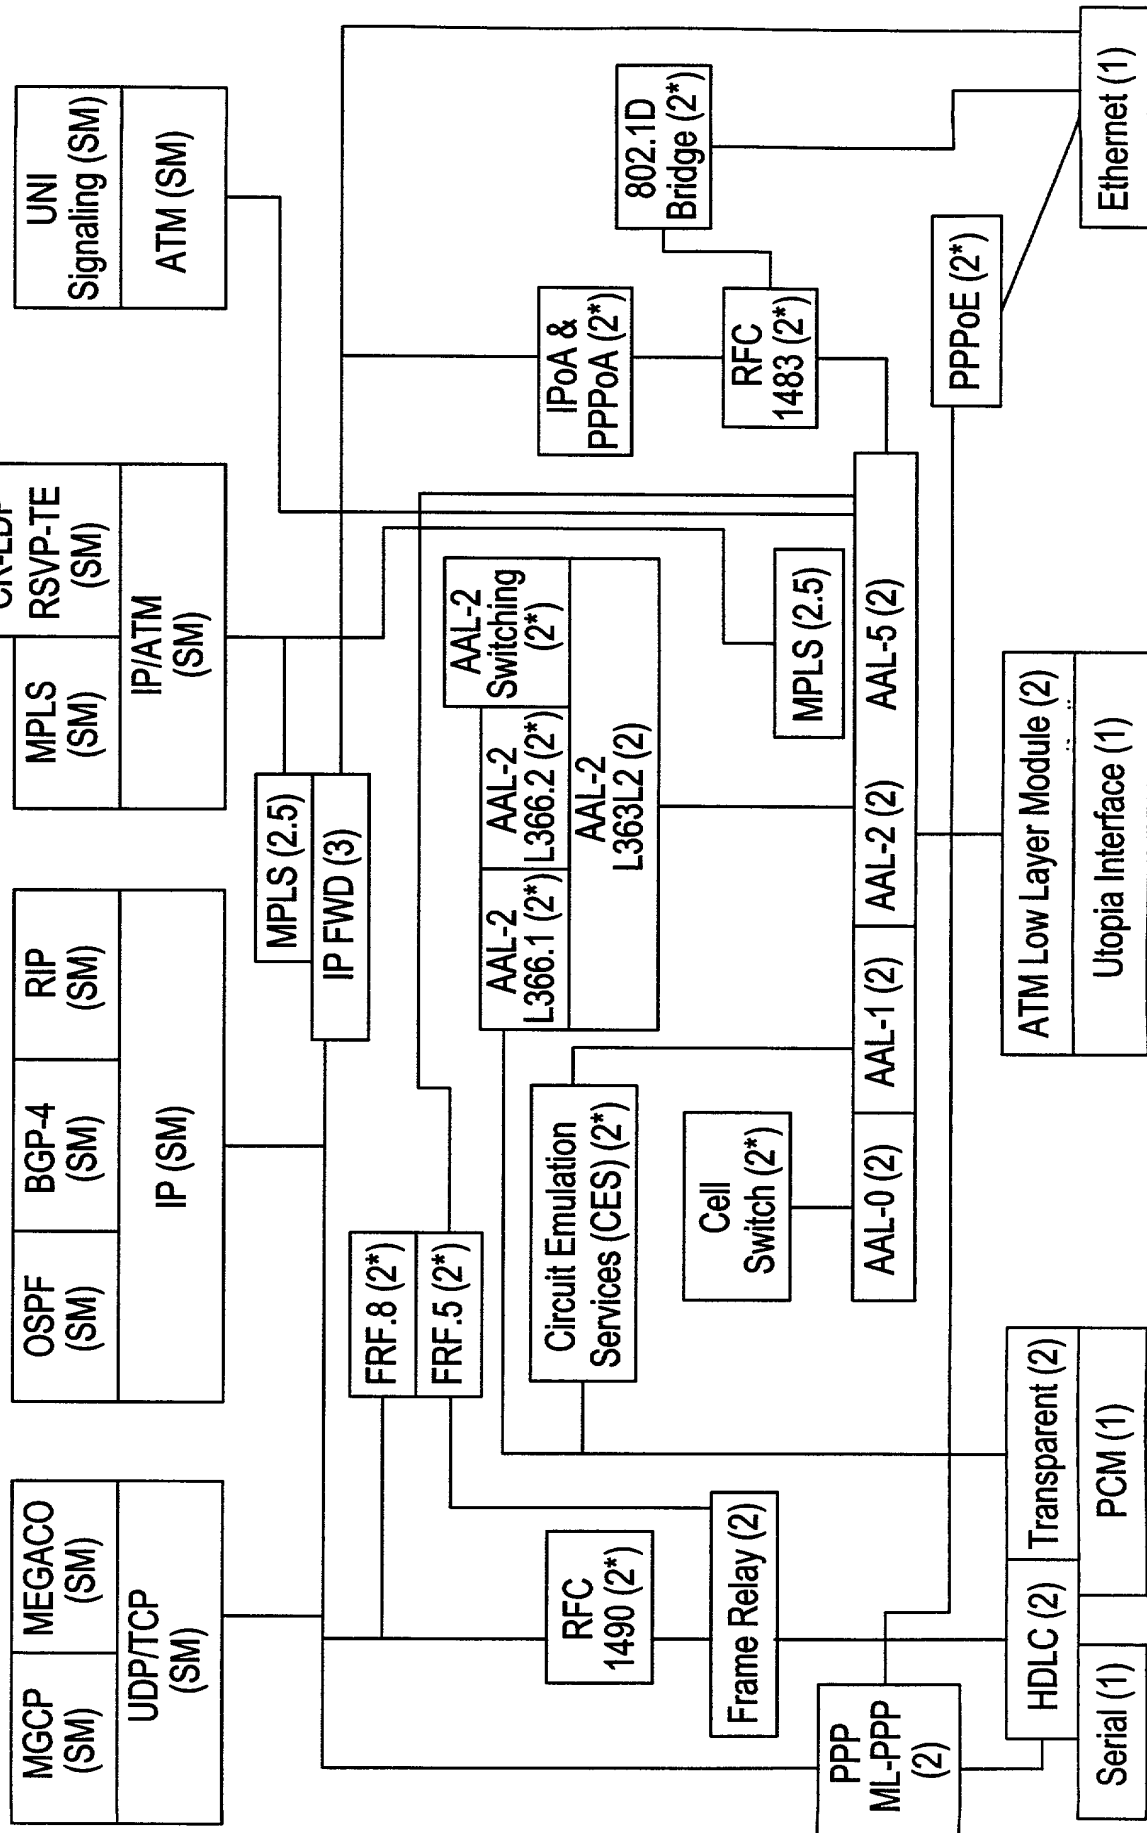 MGCP
(SM)
MEGACO
(SM)
UDP/TCP
(SM)
OSPF
(SM)
BGP-4
(SM)
RIP
(SM)
IP (SM)
MPLS
(SM)
CR-LDP
RSVP-TE
(SM)
IP/ATM
(SM)
UNI
Signaling (SM)
ATM (SM)
MPLS (2.5)
IP FWD (3)
FRF.8 (2*)
FRF.5 (2*)
RFC
1490 (2*)
Frame Relay (2)
Circuit Emulation
Services (CES) (2*)
Cell
Switch (2*)
AAL-2
L366.1 (2*)
AAL-2
L366.2 (2*)
AAL-2
Switching
(2*)
AAL-2
L363L2 (2)
MPLS (2.5)
IPoA &
PPPoA (2*)
RFC
1483 (2*)
802.1D
Bridge (2*)
PPP
ML-PPP
(2)
AAL-0 (2)
AAL-1 (2)
AAL-2 (2)
AAL-5 (2)
PPPoE (2*)
HDLC (2)
Transparent (2)
Serial (1)
PCM (1)
ATM Low Layer Module (2)
Utopia Interface (1)
Ethernet (1)